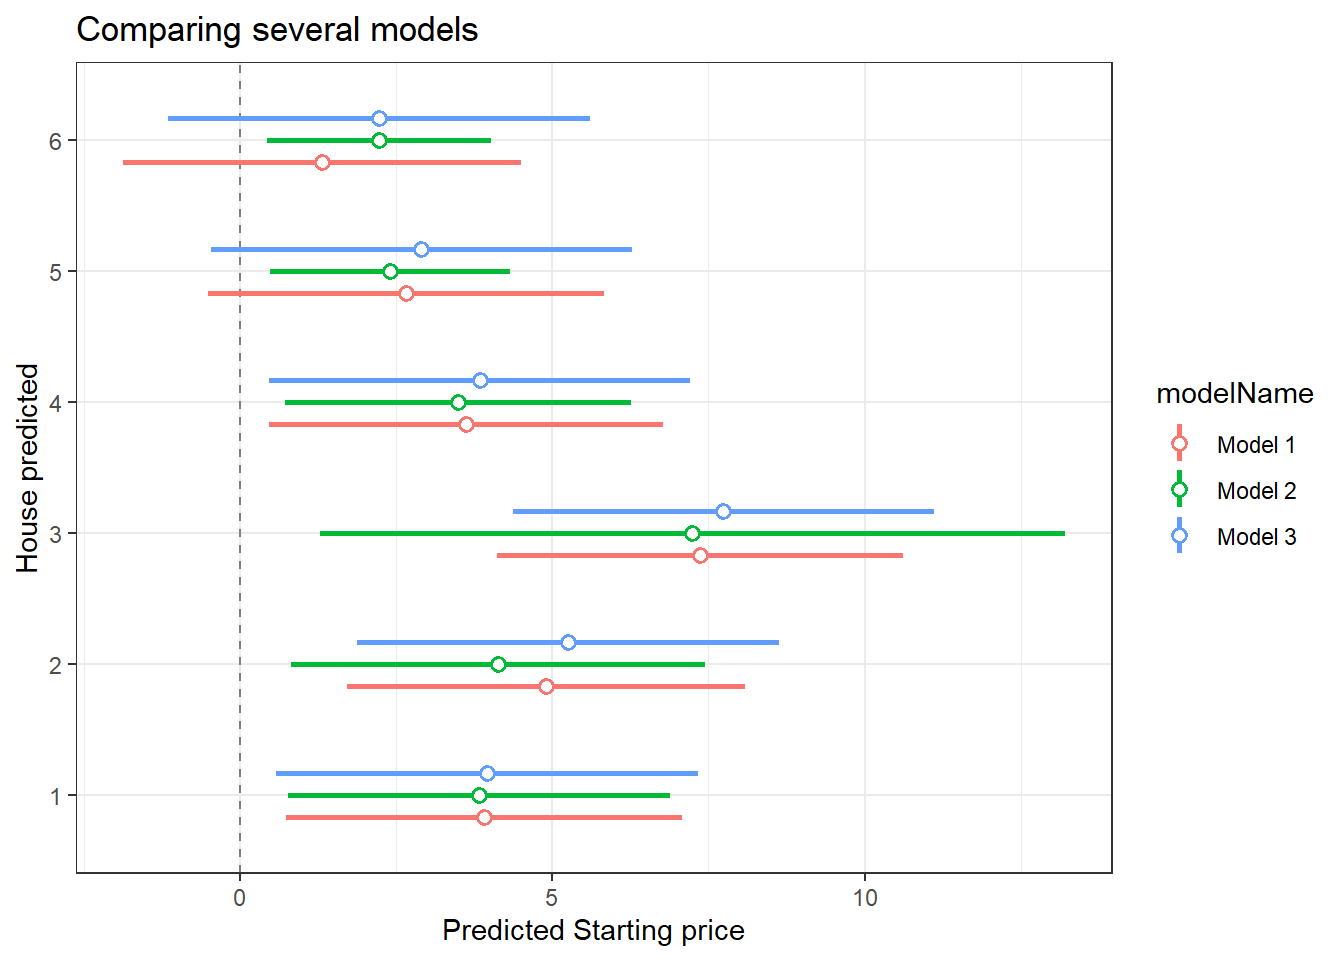 Comparing several models
6
5
4
3
2
1
House predicted
0 5 10
Predicted Starting price
modelName
Model 1
Model 2
Model 3